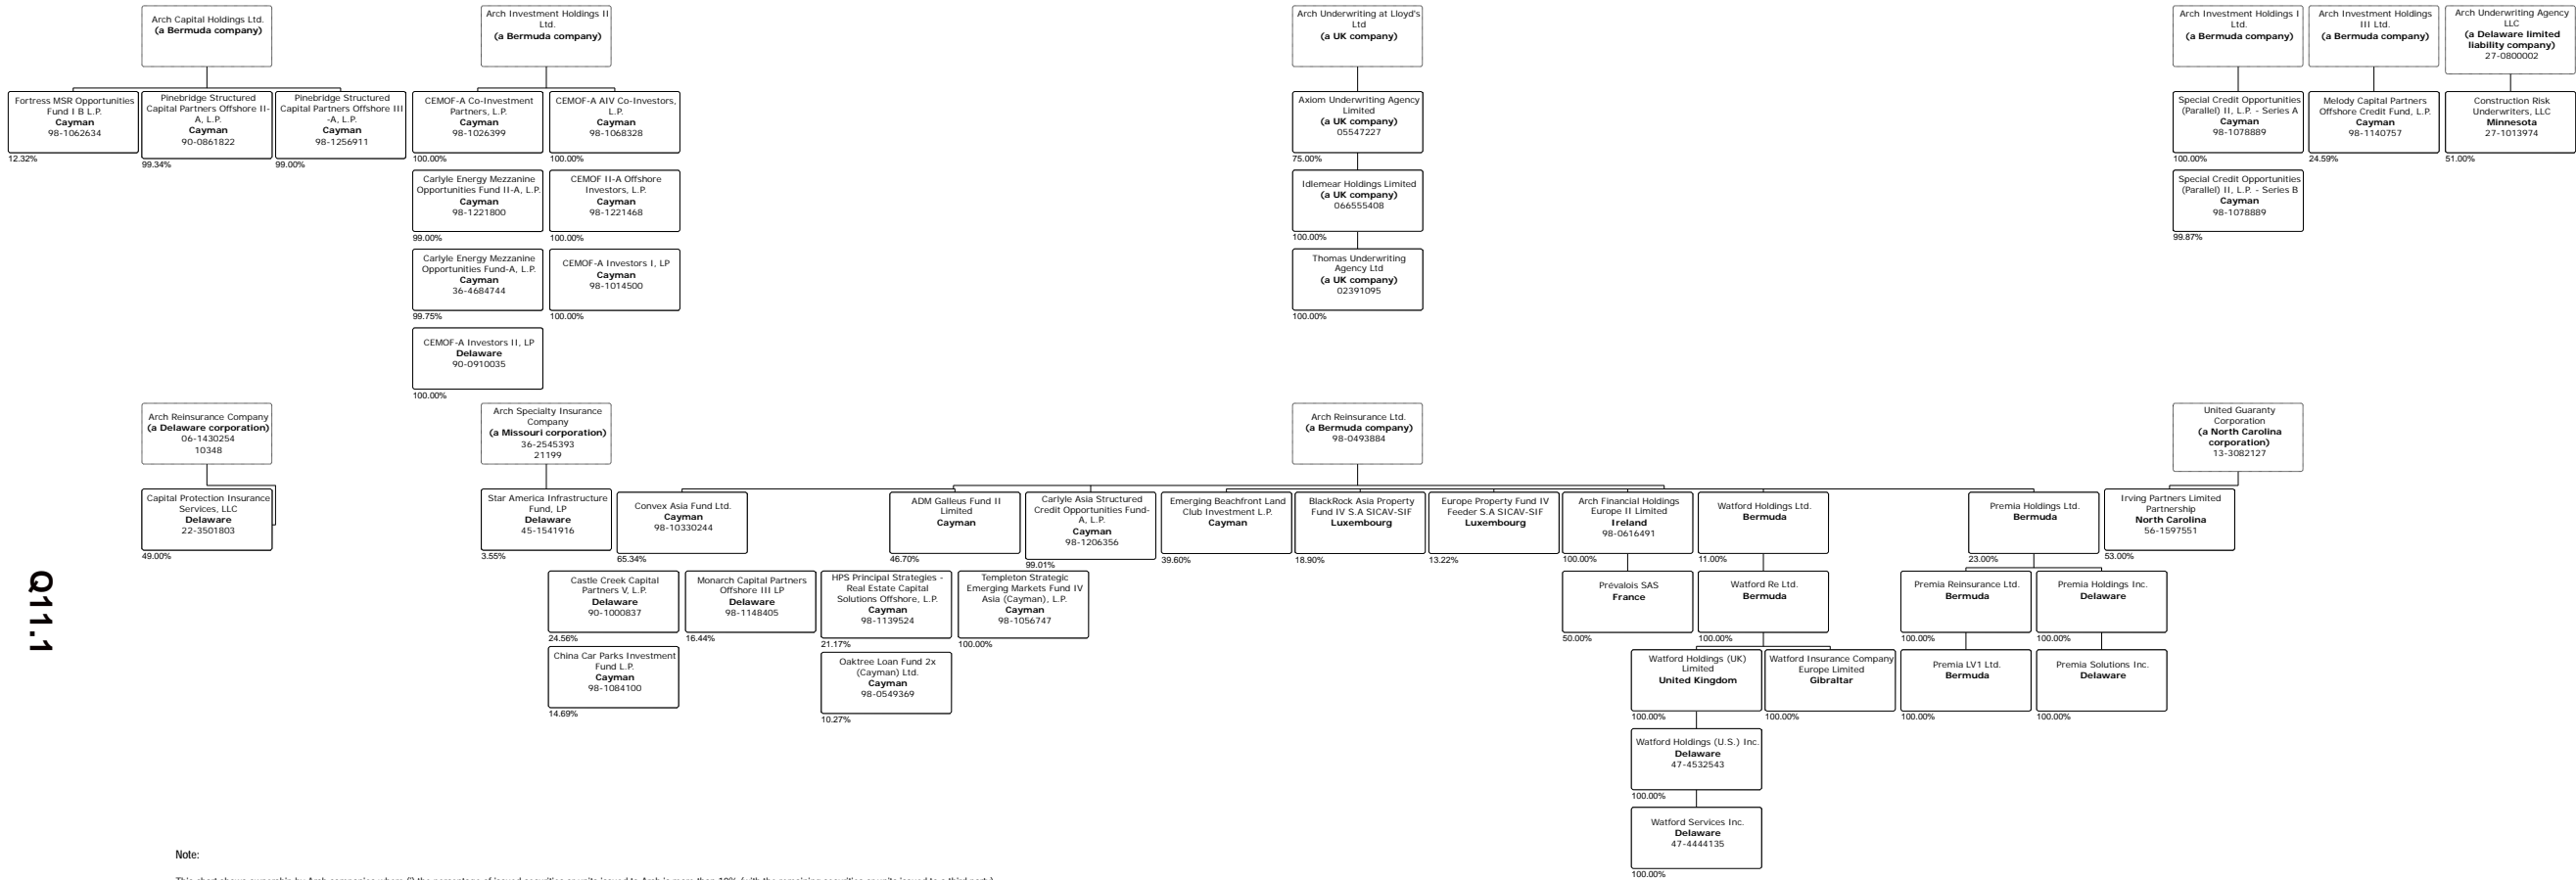 Arch Capital Holdings Ltd.
(a Bermuda company)
Arch Investment Holdings II
Ltd.
(a Bermuda company)
Arch Underwriting at Lloyd's
Ltd
(a UK company)
Arch Investment Holdings I
Ltd.
(a Bermuda company)
Arch Investment Holdings
III Ltd.
(a Bermuda company)
Arch Underwriting Agency
LLC
(a Delaware limited
liability company)
27-0800002
Fortress MSR Opportunities
Fund I B L.P.
Cayman
98-1062634
12.32%
Pinebridge Structured
Capital Partners Offshore II-
A, L.P.
Cayman
90-0861822
99.34%
Pinebridge Structured
Capital Partners Offshore III
-A, L.P.
Cayman
98-1256911
99.00%
CEMOF-A Co-Investment
Partners, L.P.
Cayman
98-1026399
100.00%
CEMOF-A AIV Co-Investors,
L.P.
Cayman
98-1068328
100.00%
Axiom Underwriting Agency
Limited
(a UK company)
05547227
75.00%
Special Credit Opportunities
(Parallel) II, L.P. - Series A
Cayman
98-1078889
100.00%
Melody Capital Partners
Offshore Credit Fund, L.P.
Cayman
98-1140757
24.59%
Construction Risk
Underwriters, LLC
Minnesota
27-1013974
51.00%
Carlyle Energy Mezzanine
Opportunities Fund II-A, L.P.
Cayman
98-1221800
99.00%
CEMOF II-A Offshore
Investors, L.P.
Cayman
98-1221468
100.00%
Idlemear Holdings Limited
(a UK company)
066555408
100.00%
Special Credit Opportunities
(Parallel) II, L.P. - Series B
Cayman
98-1078889
99.87%
Carlyle Energy Mezzanine
Opportunities Fund-A, L.P.
Cayman
36-4684744
99.75%
CEMOF-A Investors I, LP
Cayman
98-1014500
100.00%
Thomas Underwriting
Agency Ltd
(a UK company)
02391095
100.00%
CEMOF-A Investors II, LP
Delaware
90-0910035
100.00%
Arch Reinsurance Company
(a Delaware corporation)
06-1430254
10348
Arch Specialty Insurance
Company
(a Missouri corporation)
36-2545393
21199
Arch Reinsurance Ltd.
(a Bermuda company)
98-0493884
United Guaranty
Corporation
(a North Carolina
corporation)
13-3082127
Capital Protection Insurance
Services, LLC
Delaware
22-3501803
49.00%
Star America Infrastructure
Fund, LP
Delaware
45-1541916
3.55%
Convex Asia Fund Ltd.
Cayman
98-10330244
65.34%
ADM Galleus Fund II
Limited
Cayman
46.70%
Carlyle Asia Structured
Credit Opportunities Fund-
A, L.P.
Cayman
98-1206356
99.01%
Emerging Beachfront Land
Club Investment L.P.
Cayman
39.60%
BlackRock Asia Property
Fund IV S.A SICAV-SIF
Luxembourg
18.90%
Europe Property Fund IV
Feeder S.A SICAV-SIF
Luxembourg
13.22%
Arch Financial Holdings
Europe II Limited
Ireland
98-0616491
100.00%
Watford Holdings Ltd.
Bermuda
11.00%
Premia Holdings Ltd.
Bermuda
23.00%
Irving Partners Limited
Partnership
North Carolina
56-1597551
53.00%
Castle Creek Capital
Partners V, L.P.
Delaware
90-1000837
24.56%
Monarch Capital Partners
Offshore III LP
Delaware
98-1148405
16.44%
HPS Principal Strategies -
Real Estate Capital
Solutions Offshore, L.P.
Cayman
98-1139524
21.17%
Templeton Strategic
Emerging Markets Fund IV
Asia (Cayman), L.P.
Cayman
98-1056747
100.00%
Prévalois SAS
France
50.00%
Watford Re Ltd.
Bermuda
100.00%
Premia Reinsurance Ltd.
Bermuda
100.00%
Premia Holdings Inc.
Delaware
100.00%
China Car Parks Investment
Fund L.P.
Cayman
98-1084100
14.69%
Oaktree Loan Fund 2x
(Cayman) Ltd.
Cayman
98-0549369
10.27%
Watford Holdings (UK)
Limited
United Kingdom
100.00%
Watford Insurance Company
Europe Limited
Gibraltar
100.00%
Premia LV1 Ltd.
Bermuda
100.00%
Premia Solutions Inc.
Delaware
100.00%
Watford Holdings (U.S.) Inc.
Delaware
47-4532543
100.00%
Watford Services Inc.
Delaware
47-4444135
100.00%
Q11.1
Note: